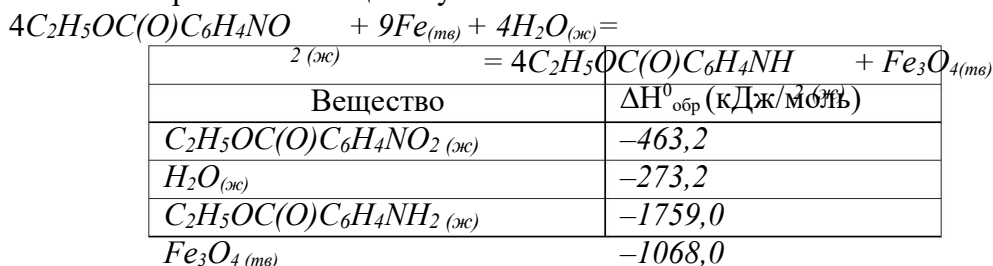 4C₂H₅OC(O)C₆H₄NO₂ (ж) + 9Fe(тв) + 4H₂O(ж)=
= 4C₂H₅OC(O)C₆H₄NH₂ (ж) + Fe₃O₄(тв)
Вещество ΔH⁰обр (кДж/моль)
C₂H₅OC(O)C₆H₄NO₂ (ж) –463,2
H₂O(ж) –273,2
C₂H₅OC(O)C₆H₄NH₂ (ж) –1759,0
Fe₃O₄ (тв) –1068,0